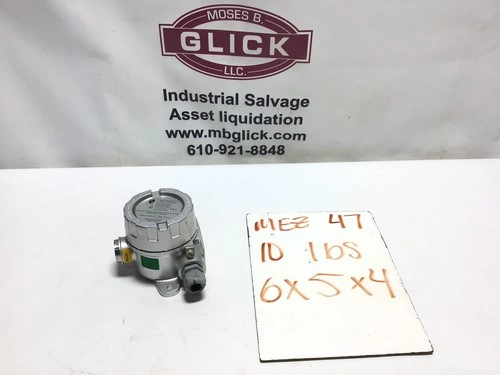 MOSES B.
GLICK
LLC.
Industrial Salvage
Asset liquidation
www.mbglick.com
610-921-8848
MEZ 47
10 lbs
6x5x4